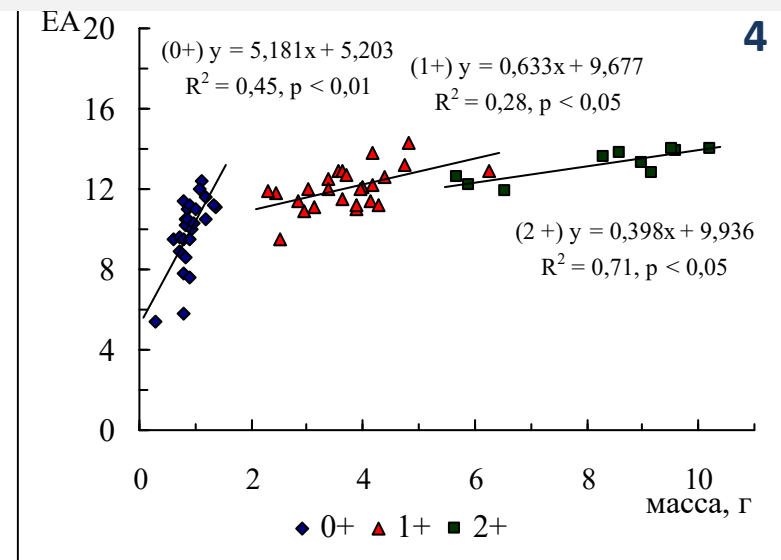 EA
20
4
(0+) y = 5,181x + 5,203
R² = 0,45, p < 0,01
(1+) y = 0,633x + 9,677
R² = 0,28, p < 0,05
16
12
(2 +) y = 0,398x + 9,936
R² = 0,71, p < 0,05
8
4
0
0 2 4 6 8 10
масса, г
0+ 1+ 2+